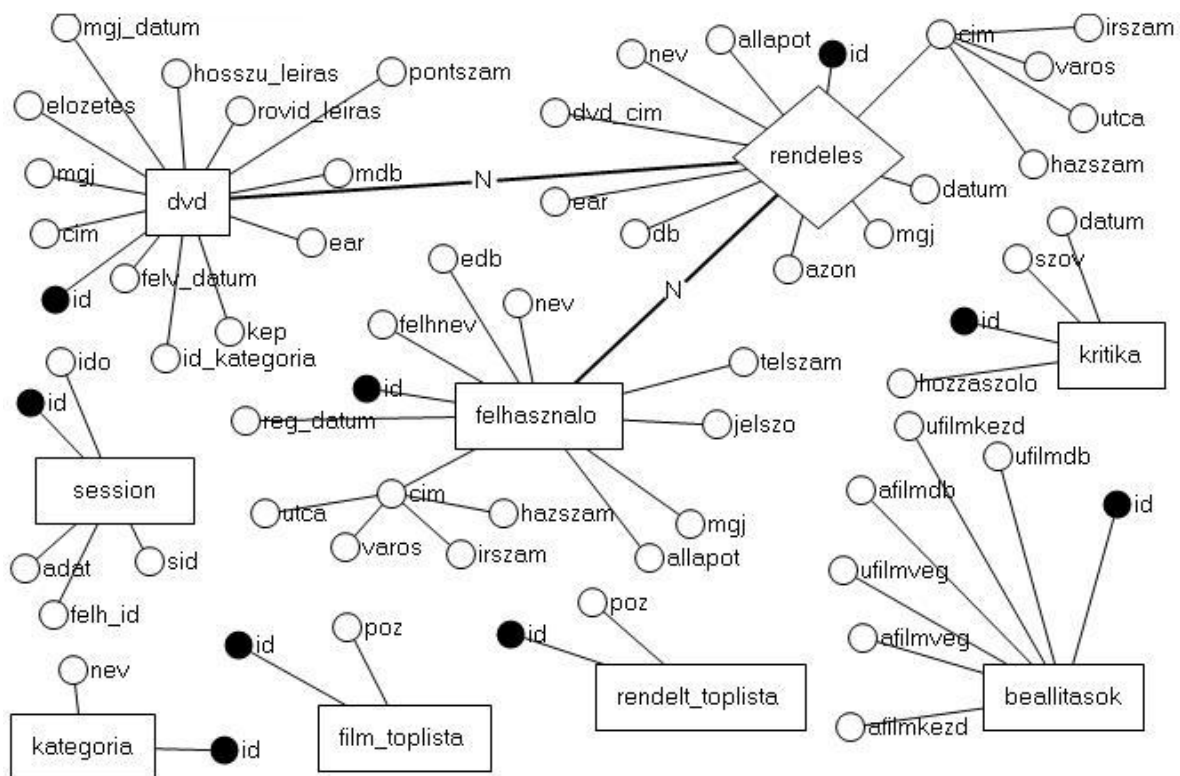 mgj_datum
hosszu_leiras
pontszam
elozetes
rovid_leiras
mgj
mdb
dvd
cim
ear
felv_datum
id
kep
id_kategoria
N
nev
allapot
id
cim
irszam
varos
utca
hazszam
dvd_cim
rendeles
ear
datum
db
mgj
azon
N
datum
szov
id
kritika
hozzaszolo
edb
nev
felhnev
telszam
id
reg_datum
felhasznalo
jelszo
cim
utca
hazszam
varos
irszam
mgj
allapot
ido
id
session
adat
sid
felh_id
ufilmkezd
ufilmdb
afilmdb
id
ufilmveg
afilmveg
beallitasok
afilmkezd
nev
kategoria
id
id
poz
film_toplista
id
poz
rendelt_toplista